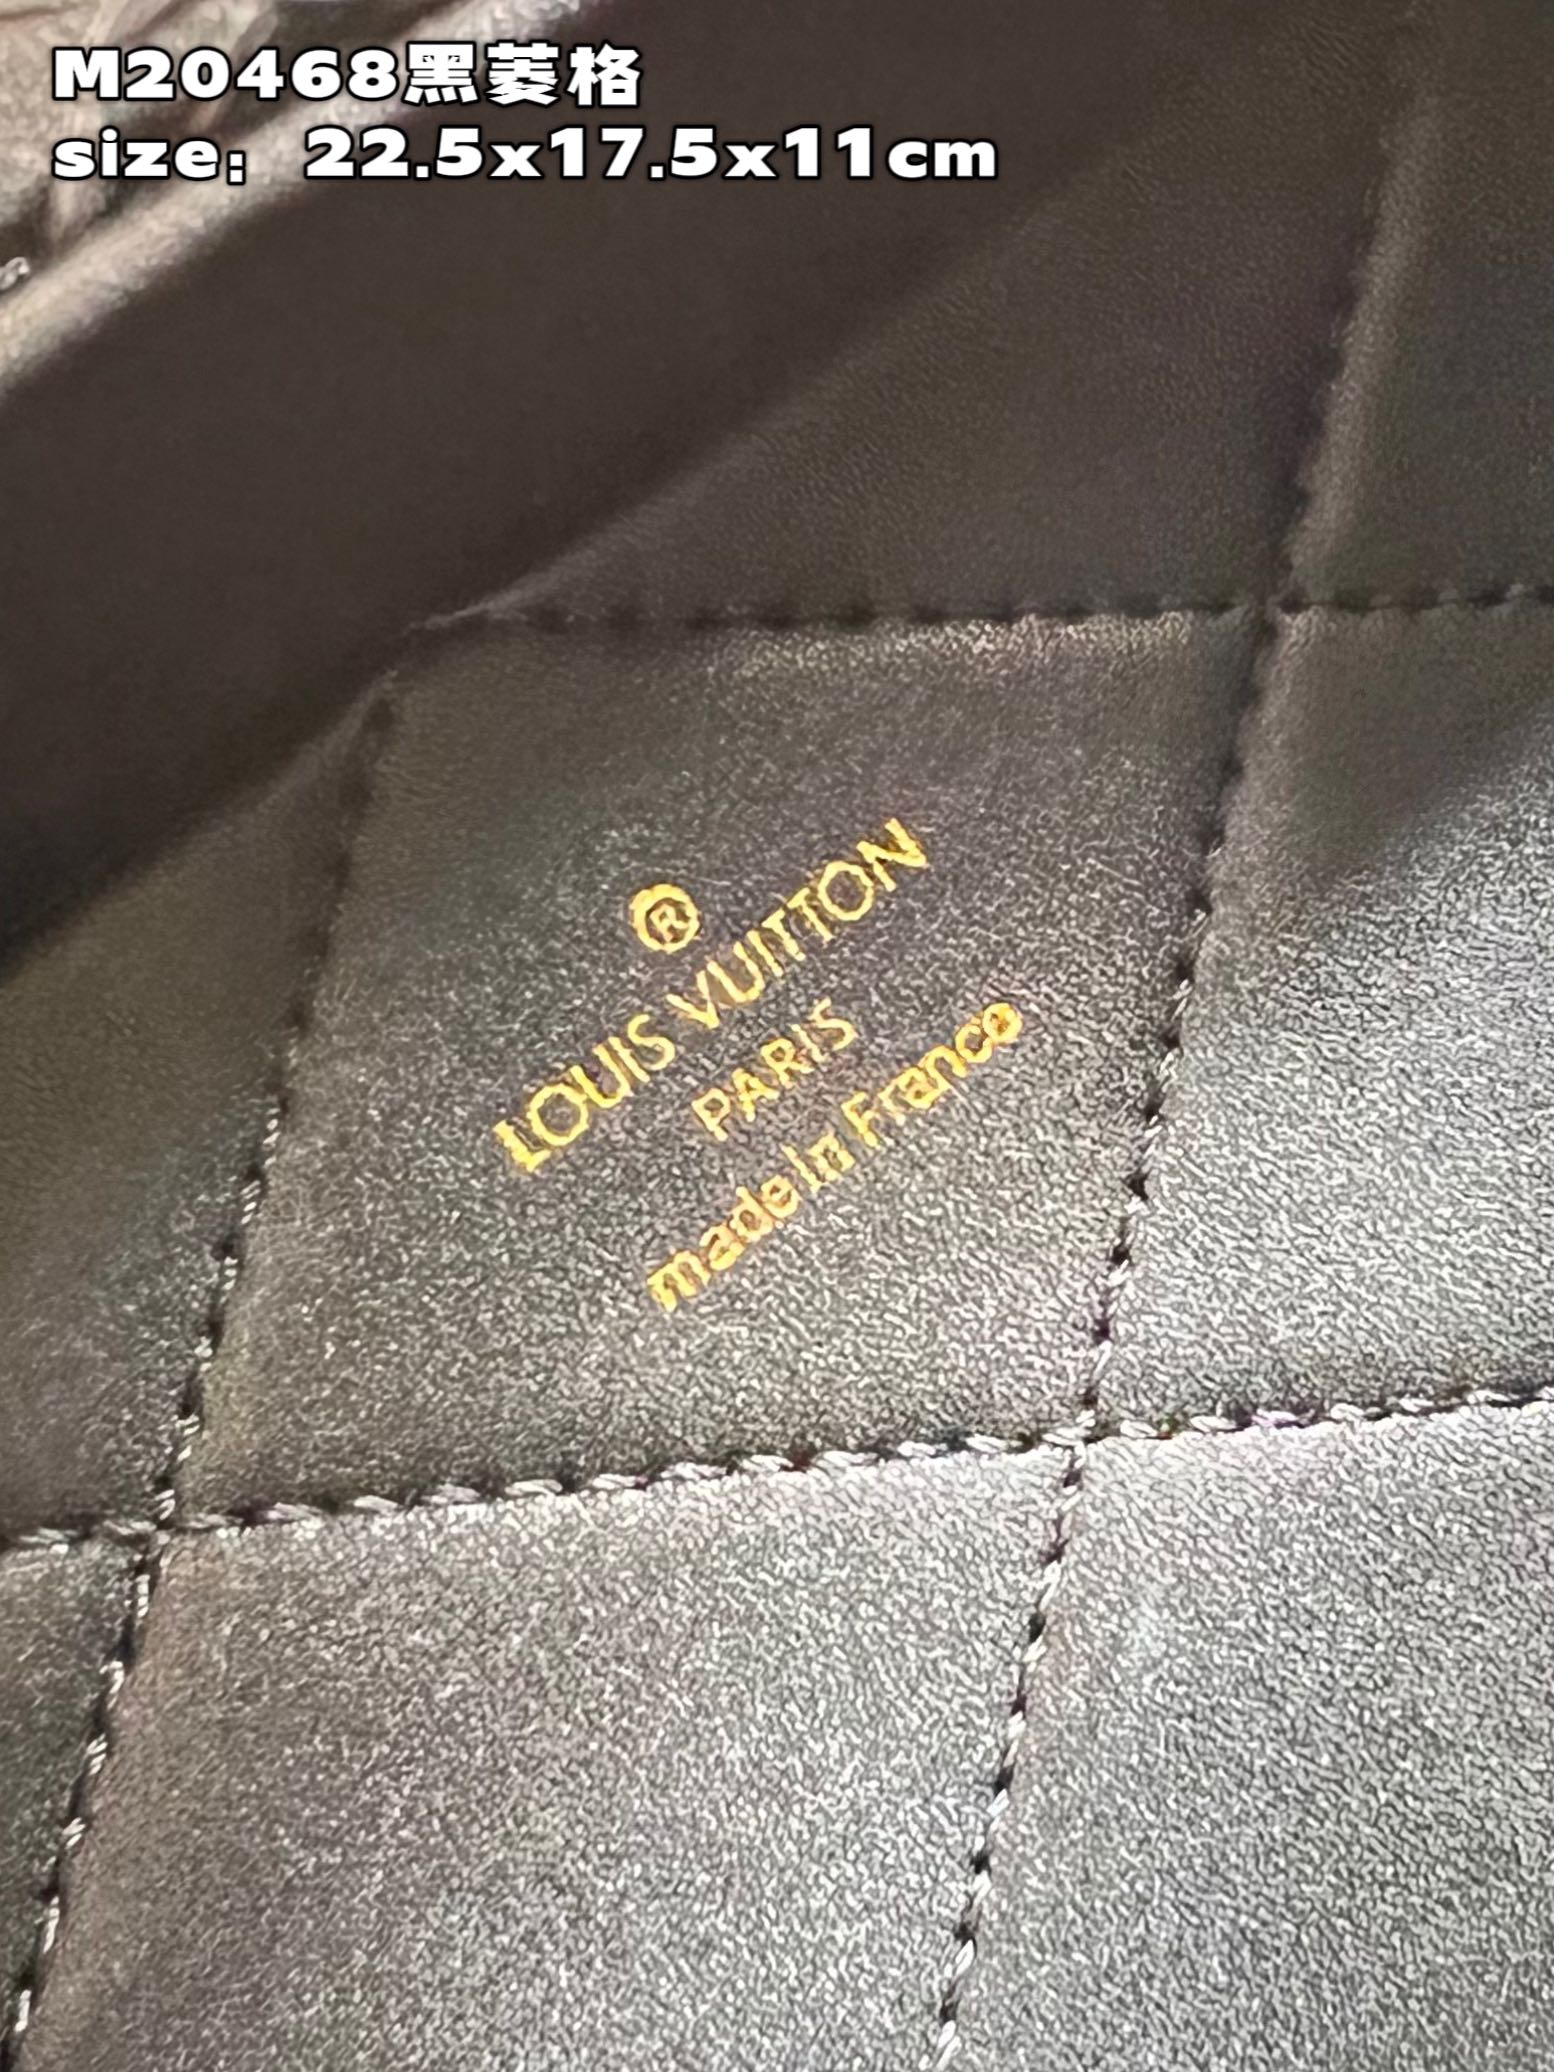 M20468黑菱格
size：22.5x17.5x11cm
®
LOUIS VUITTON
PARIS
made in France